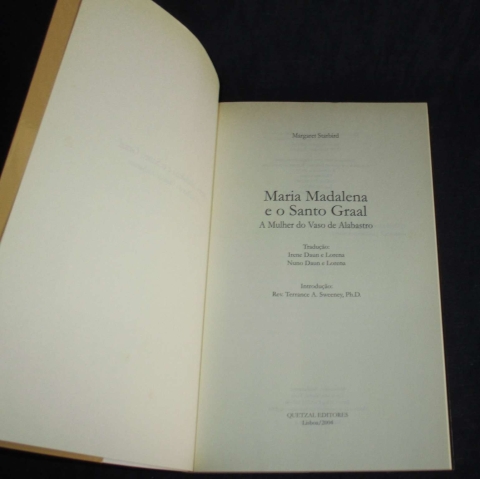 Margaret Starbird
Maria Madalena
e o Santo Graal
A Mulher do Vaso de Alabastro
Tradução:
Irene Daun e Lorena
Nuno Daun e Lorena
Introdução:
Rev. Terrance A. Sweeney, Ph.D.
QUETZAL EDITORES
Lisboa/2004